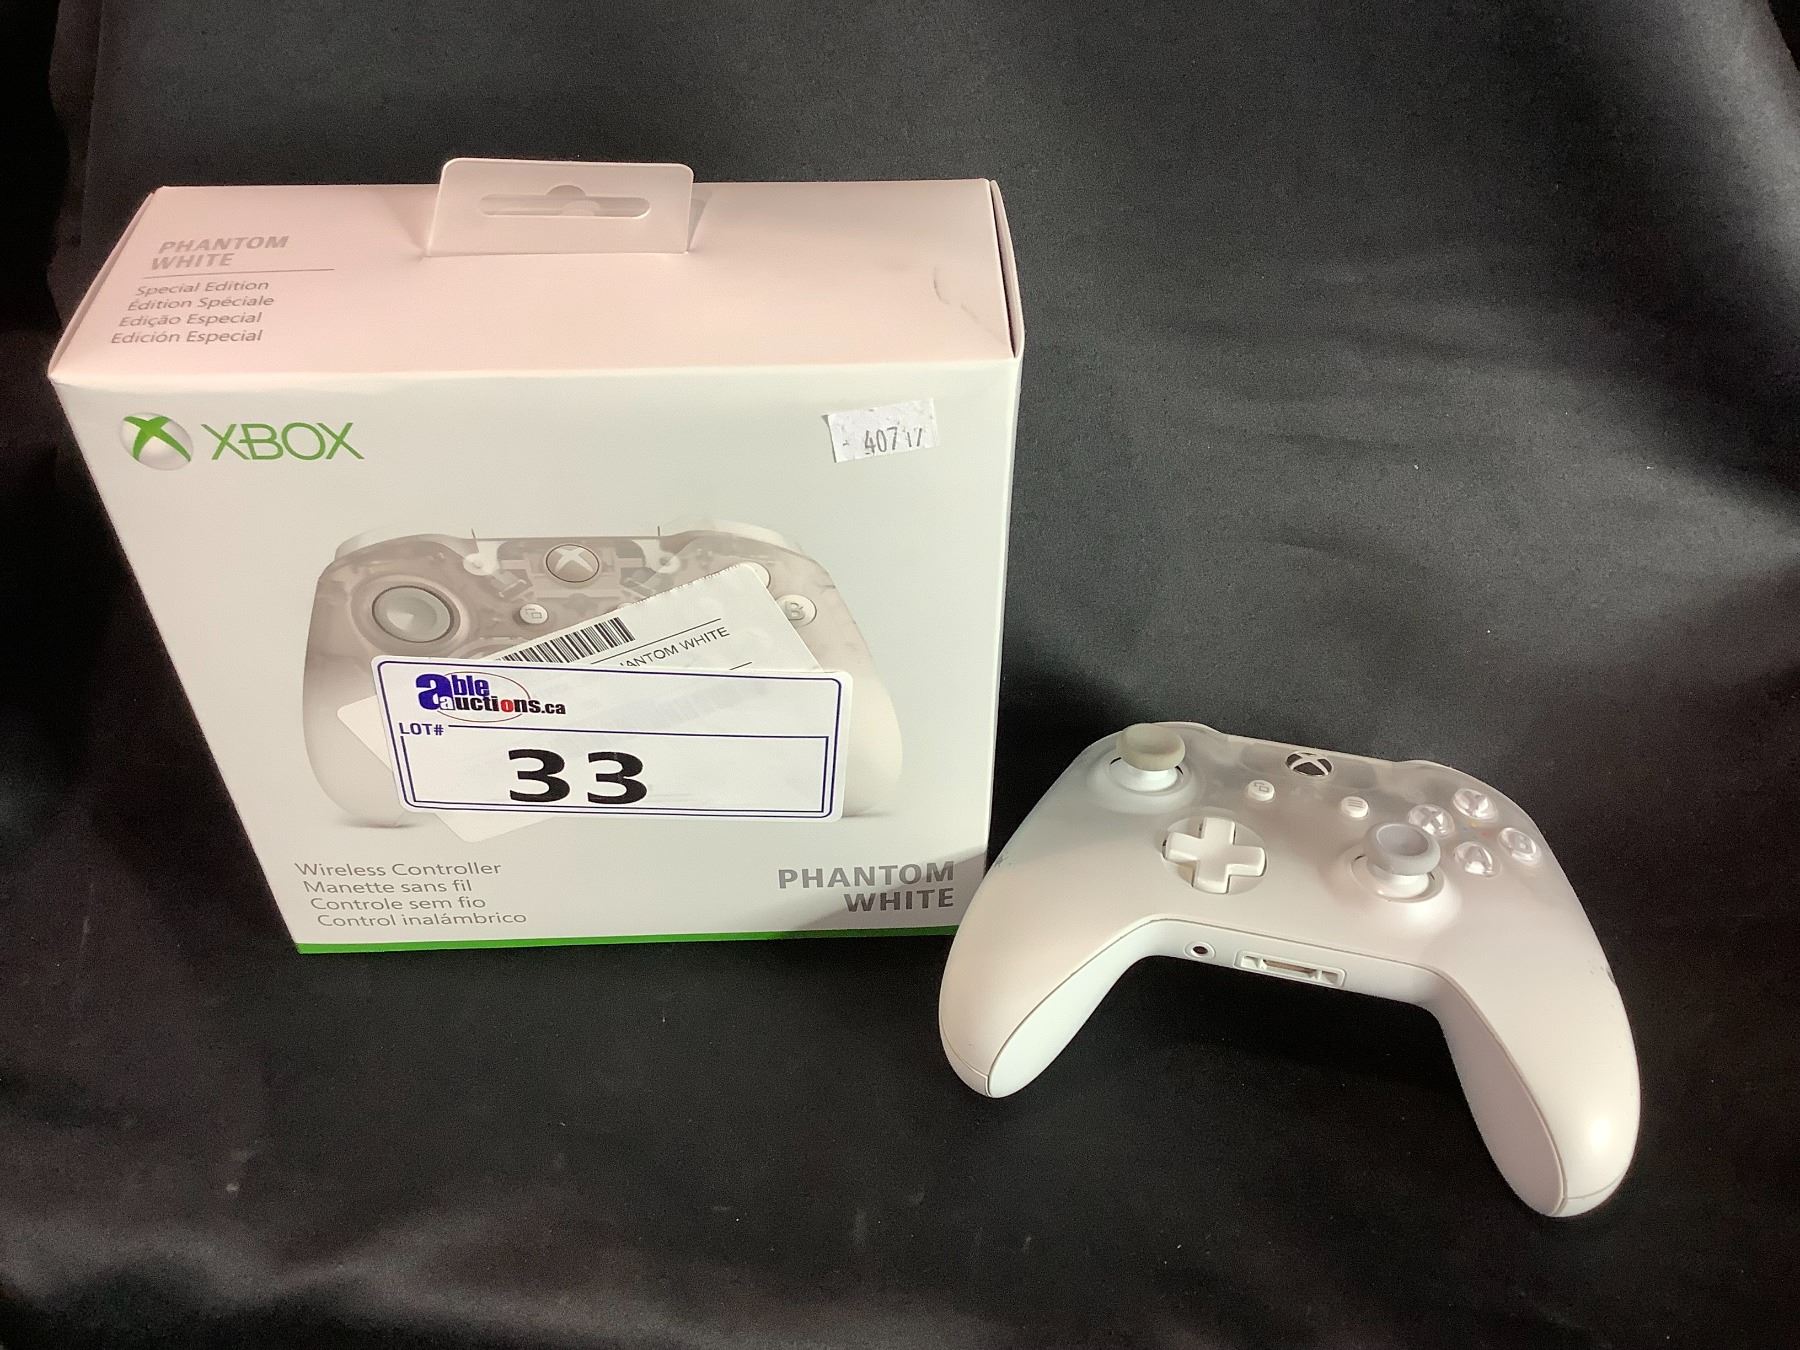 PHANTOM
WHITE
Special Edition
Édition Spéciale
Edição Especial
Edición Especial
XBOX
40717
B
PHANTOM WHITE
able
auctions.ca
LOT#
33
Wireless Controller
Manette sans fil
Controle sem fio
Control inalámbrico
PHANTOM
WHITE